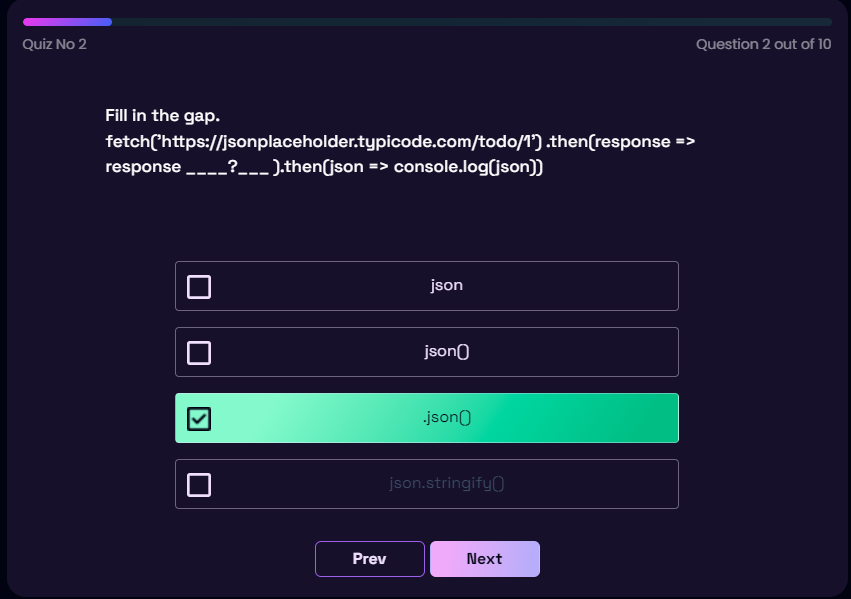 Quiz No 2
Question 2 out of 10
Fill in the gap.
fetch('https://jsonplaceholder.typicode.com/todo/1') .then(response =>
response ____?___ ).then(json => console.log(json))
json
json()
.json()
json.stringify()
Prev
Next